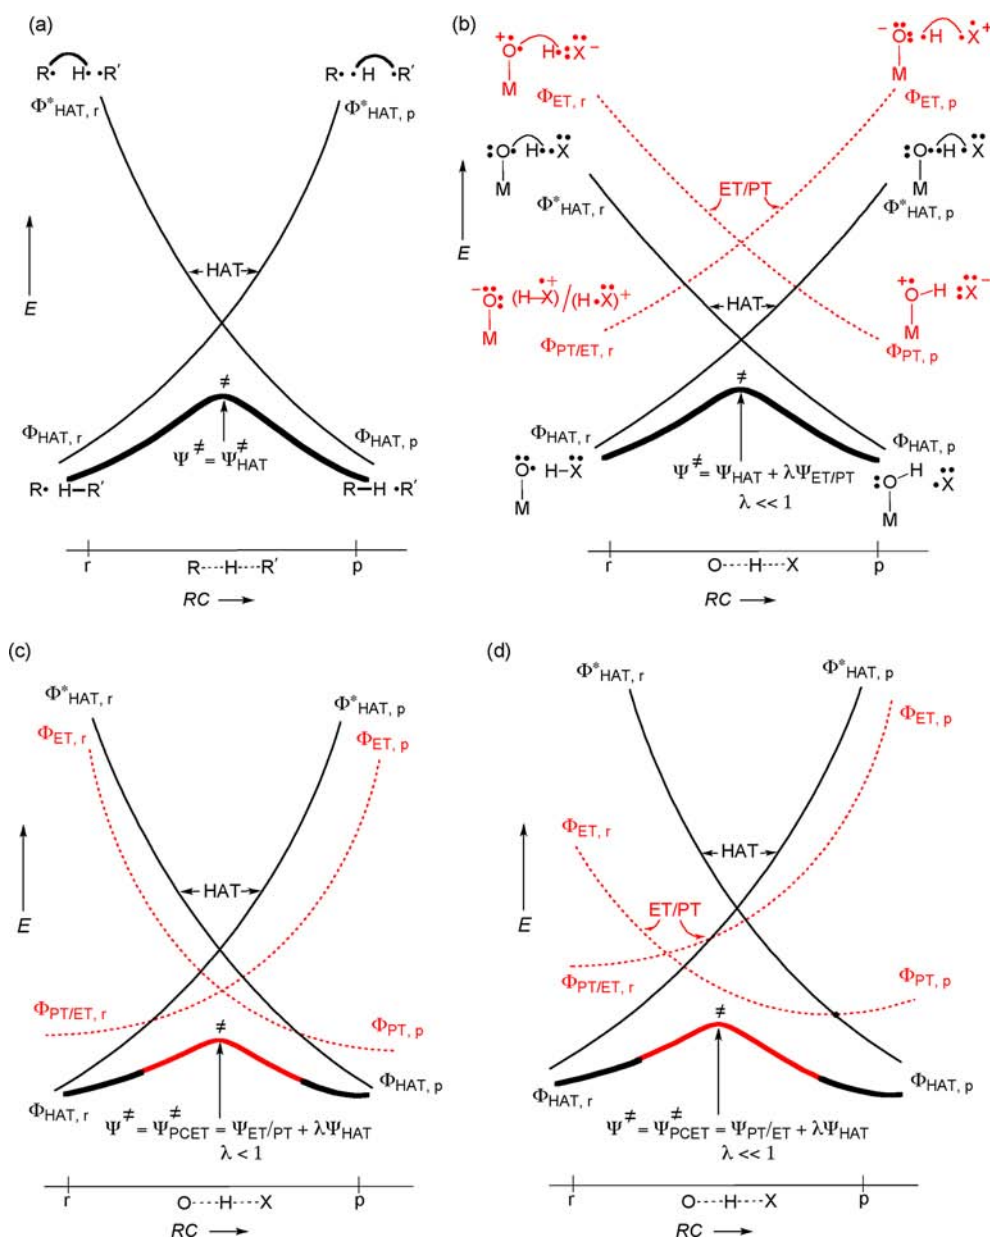 (a)
R• H• •R′
R• •H •R′
Φ*HAT, r
Φ*HAT, p
HAT
E
≠
ΦHAT, r
ΦHAT, p
Ψ≠ = Ψ≠HAT
R• H–R′
R–H •R′
r
R----H----R′
p
RC
(b)
+
O H X −
M
− O H X +
M
ΦET, r
ΦET, p
O H X
M
O H X
M
ET/PT
Φ*HAT, r
Φ*HAT, p
E
HAT
− O (H–X)•+/(H•X)+
M
+ O–H X −
M
ΦPT/ET, r
ΦPT, p
≠
ΦHAT, r
ΦHAT, p
O• H–X
M
O–H •X
M
Ψ≠ = ΨHAT + λΨET/PT
λ << 1
r
O----H---X
p
RC
(c)
Φ*HAT, r
Φ*HAT, p
ΦET, r
ΦET, p
HAT
E
ΦPT/ET, r
ΦPT, p
≠
ΦHAT, r
ΦHAT, p
Ψ≠ = Ψ≠PCET = ΨET/PT + λΨHAT
λ < 1
r
O----H----X
p
RC
(d)
Φ*HAT, r
Φ*HAT, p
ΦET, p
ΦET, r
HAT
E
ET/PT
ΦPT/ET, r
ΦPT, p
≠
ΦHAT, r
ΦHAT, p
Ψ≠ = Ψ≠PCET = ΨPT/ET + λΨHAT
λ << 1
r
O----H----X
p
RC